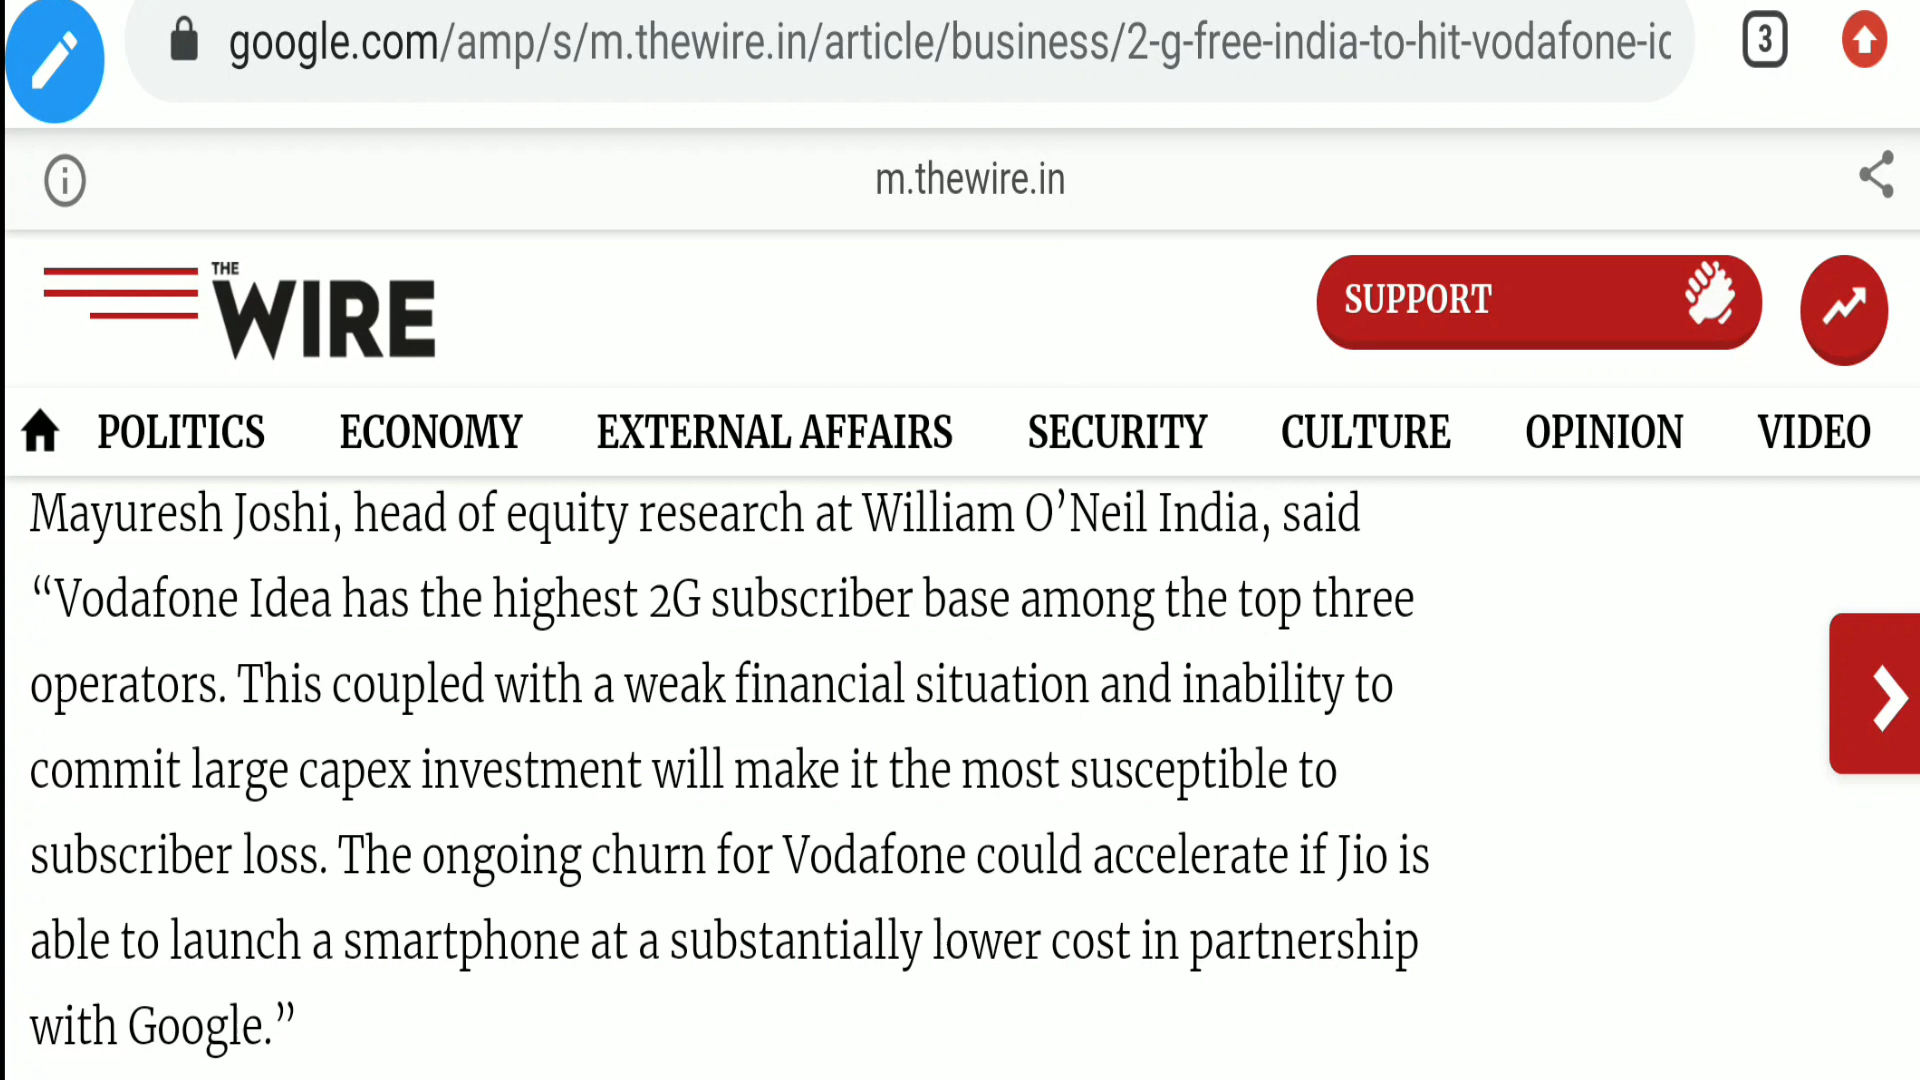 google.com/amp/s/m.thewire.in/article/business/2-g-free-india-to-hit-vodafone-ic
3
m.thewire.in
THE
WIRE
SUPPORT
POLITICS ECONOMY EXTERNAL AFFAIRS SECURITY CULTURE OPINION VIDEO
Mayuresh Joshi, head of equity research at William O’Neil India, said
“Vodafone Idea has the highest 2G subscriber base among the top three
operators. This coupled with a weak financial situation and inability to
commit large capex investment will make it the most susceptible to
subscriber loss. The ongoing churn for Vodafone could accelerate if Jio is
able to launch a smartphone at a substantially lower cost in partnership
with Google.”